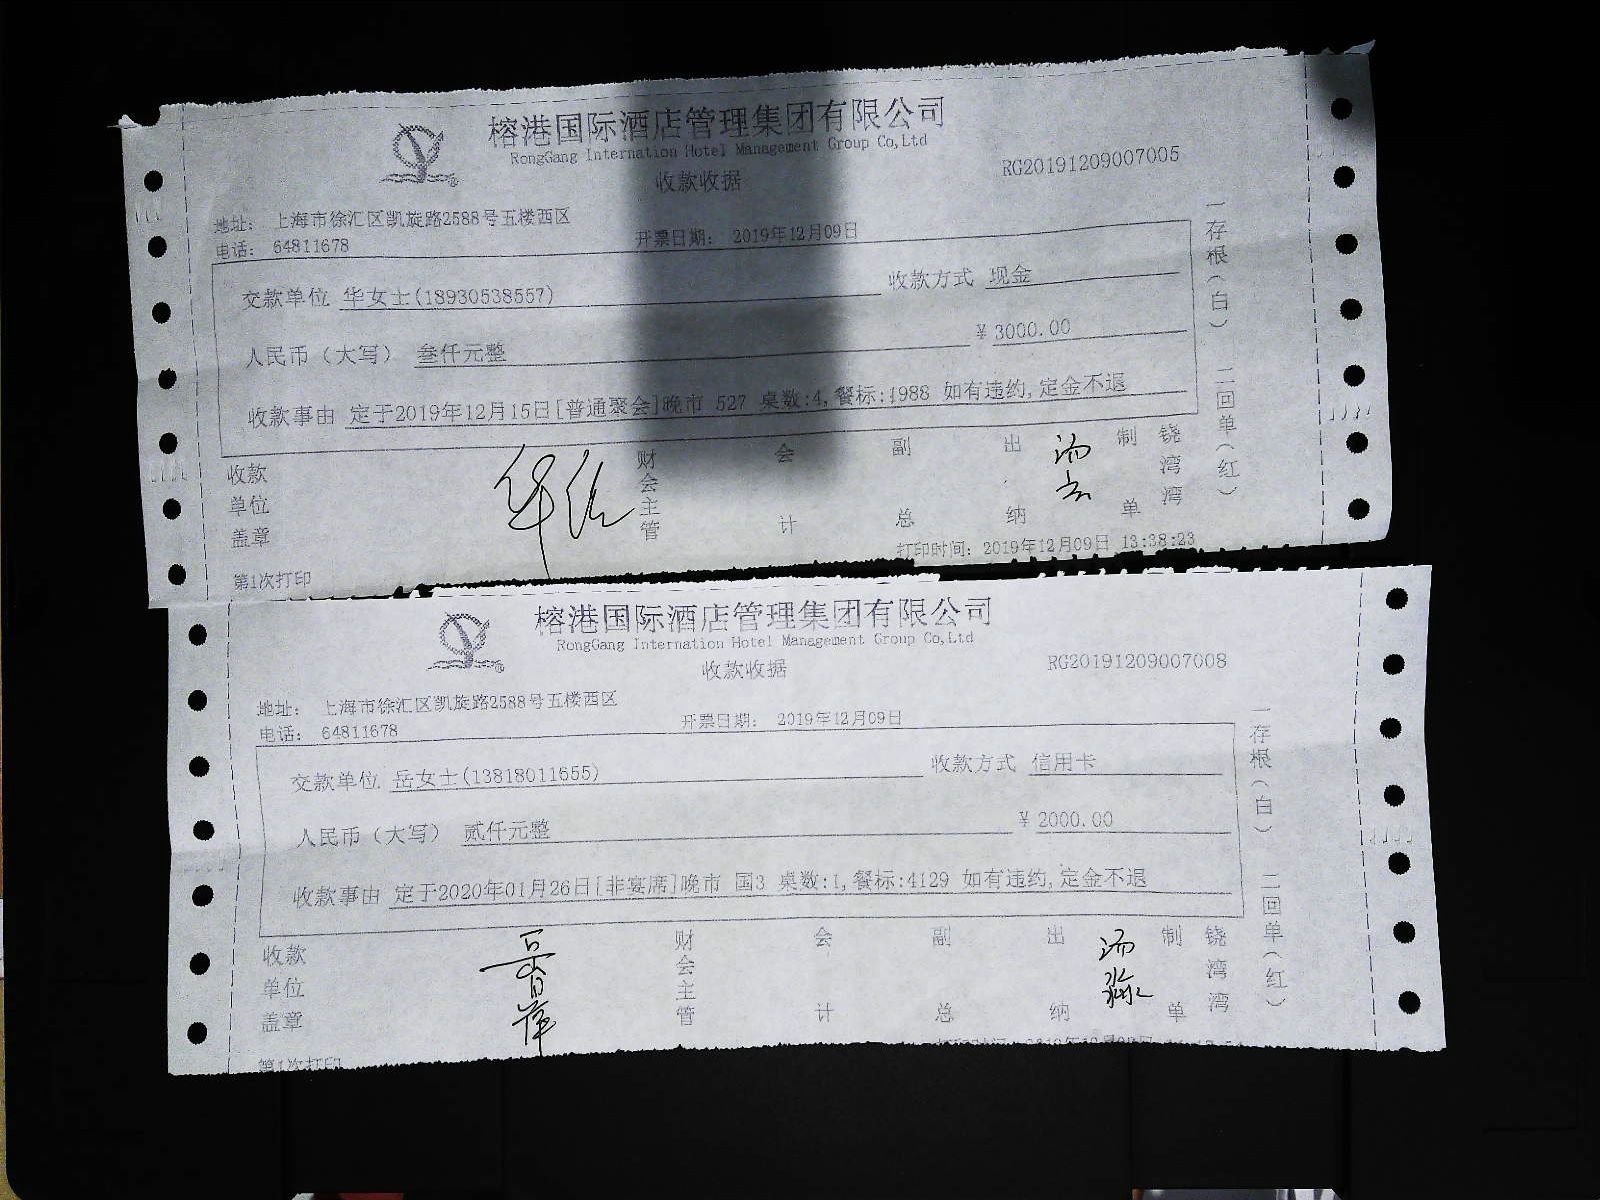 榕港国际酒店管理集团有限公司
RongGang Internation Hotel Management Group Co,Ltd
收款收据
RG20191209007005
地址： 上海市徐汇区凯旋路2588号五楼西区
电话： 64811678
开票日期： 2019年12月09日
交款单位 华女士(18930538557) 收款方式 现金
人民币（大写） 叁仟元整 ¥ 3000.00
收款事由 定于2019年12月15日[普通聚会]晚市 527 桌数:4,餐标:1988 如有违约,定金不退
一存根（白） 二回单（红）
收款单位盖章
财会主管 会计 副总 出纳 制单 铙湾湾
打印时间：2019年12月09日 13:38:23
第1次打印
榕港国际酒店管理集团有限公司
RongGang Internation Hotel Management Group Co,Ltd
收款收据
RG20191209007008
地址： 上海市徐汇区凯旋路2588号五楼西区
电话： 64811678
开票日期： 2019年12月09日
交款单位 岳女士(13818011655) 收款方式 信用卡
人民币（大写） 贰仟元整 ¥ 2000.00
收款事由 定于2020年01月26日[非宴席]晚市 国3 桌数:1,餐标:4129 如有违约,定金不退
一存根（白） 二回单（红）
收款单位盖章
财会主管 会计 副总 出纳 制单 铙湾湾
第1次打印